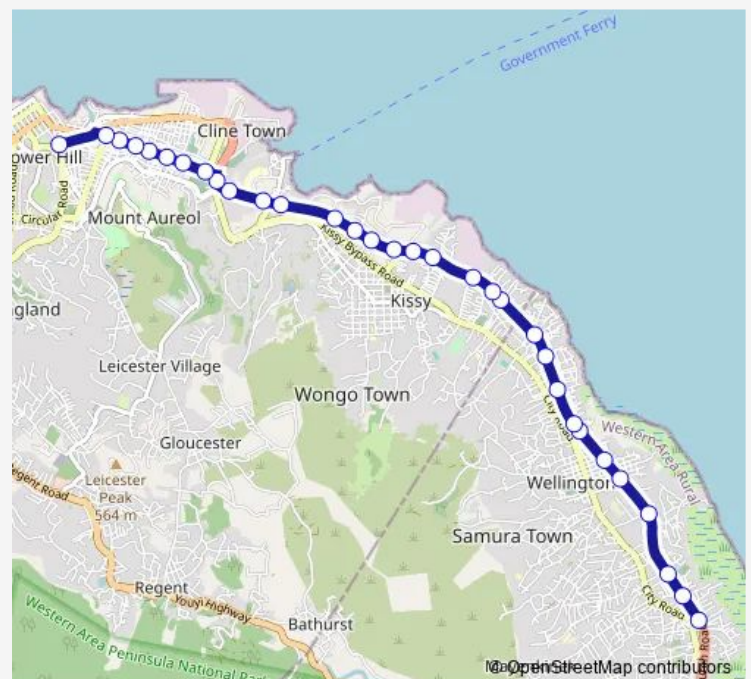 Government Ferry
Cline Town
ower Hill
Circular Road
Mount Aureol
Kissy Bypass Road
Kissy
gland
Leicester Village
Wongo Town
City Road
Western Area Rural
Gloucester
Leicester
Peak
564 m
egent Road
Wellington
Samura Town
Regent
Youyi Highway
City Road
Bathurst
Western Area Peninsula National Park
© OpenStreetMap contributors